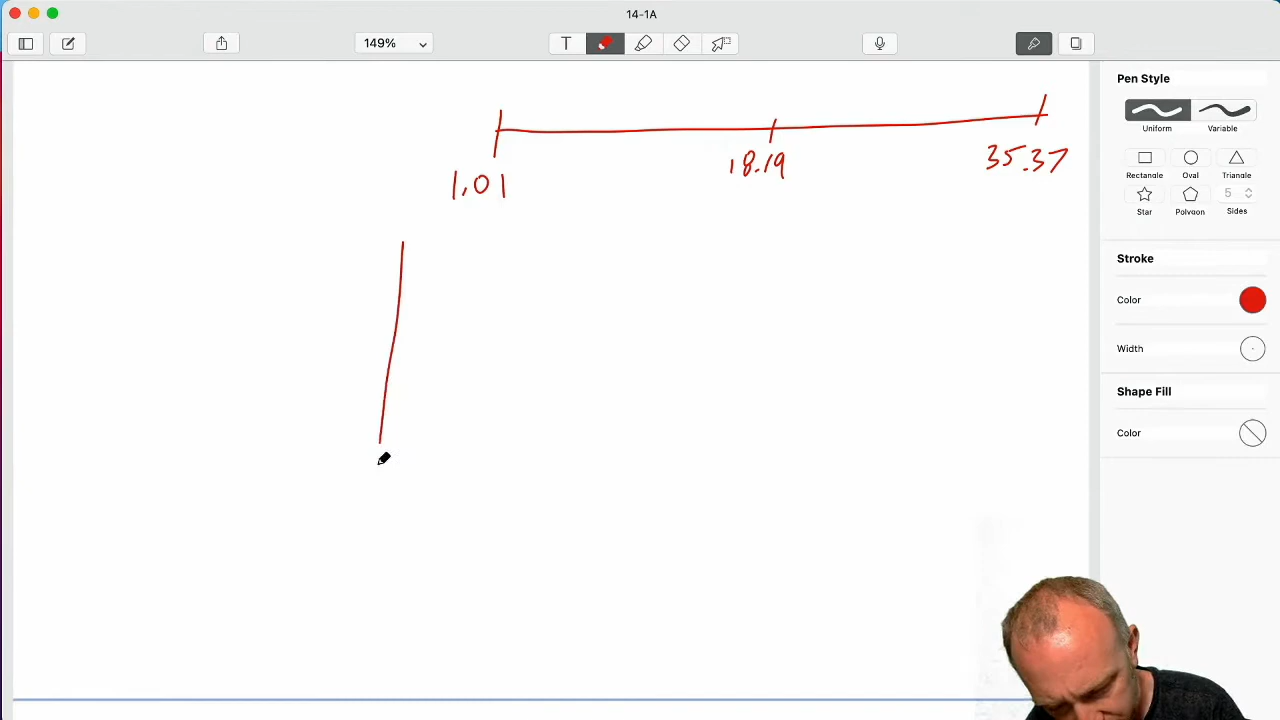 14-1A
149%
T
Pen Style
Uniform
Variable
Rectangle
Oval
Triangle
5
Star
Polygon
Sides
Stroke
Color
Width
Shape Fill
Color
1.01
18.19
35.37